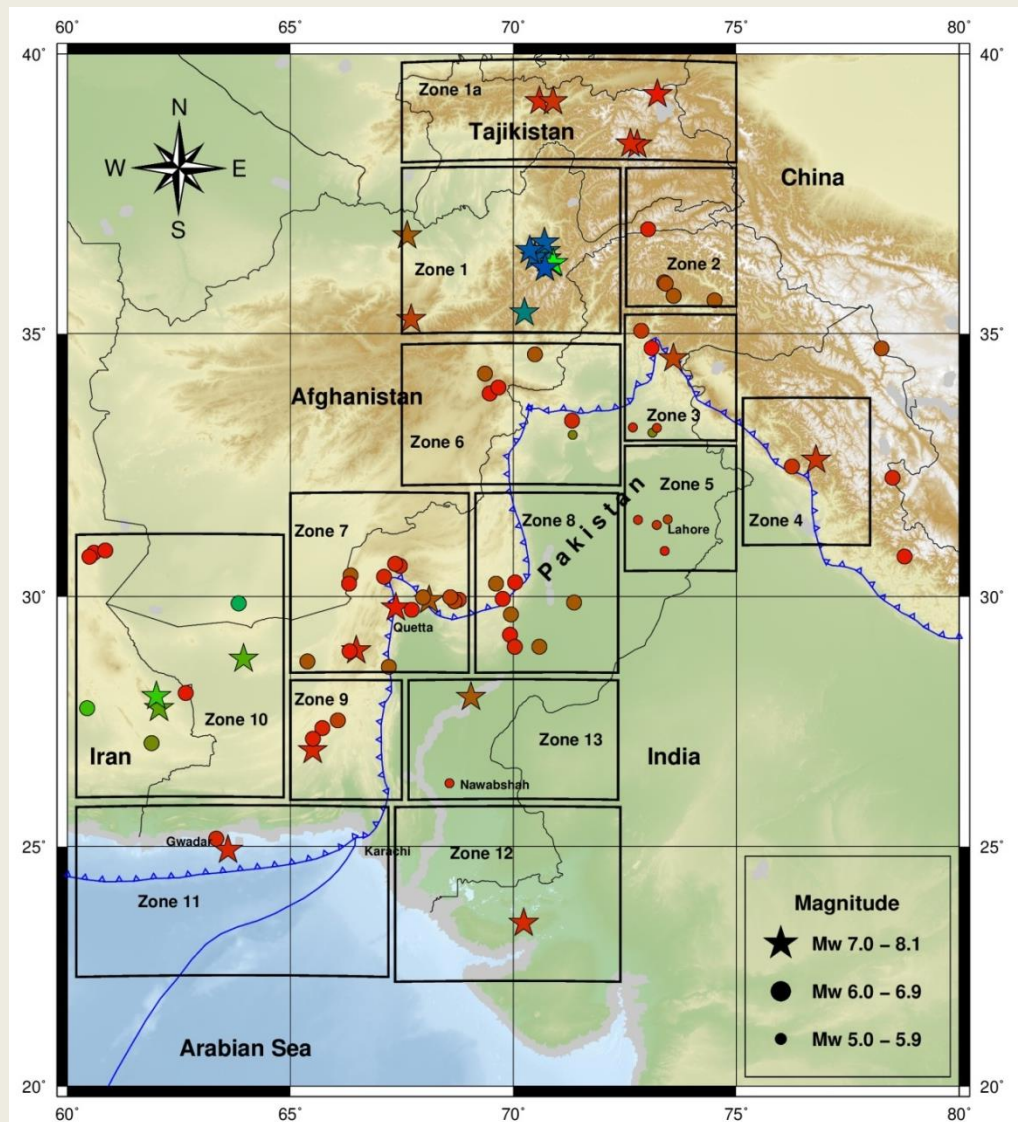 60° 65° 70° 75° 80°
40° 40°
Zone 1a
Tajikistan
N
W E
S
China
Zone 1
Zone 2
35° 35°
Afghanistan
Zone 3
Zone 6
Zone 5
Zone 7
Zone 8
Pakistan
Lahore
Zone 4
30° 30°
Quetta
Zone 9
Zone 10
Zone 13
Iran
India
Nawabshah
25° 25°
Gwadar
Karachi
Zone 12
Zone 11
Magnitude
Mw 7.0 – 8.1
Mw 6.0 – 6.9
Mw 5.0 – 5.9
Arabian Sea
20° 20°
60° 65° 70° 75° 80°